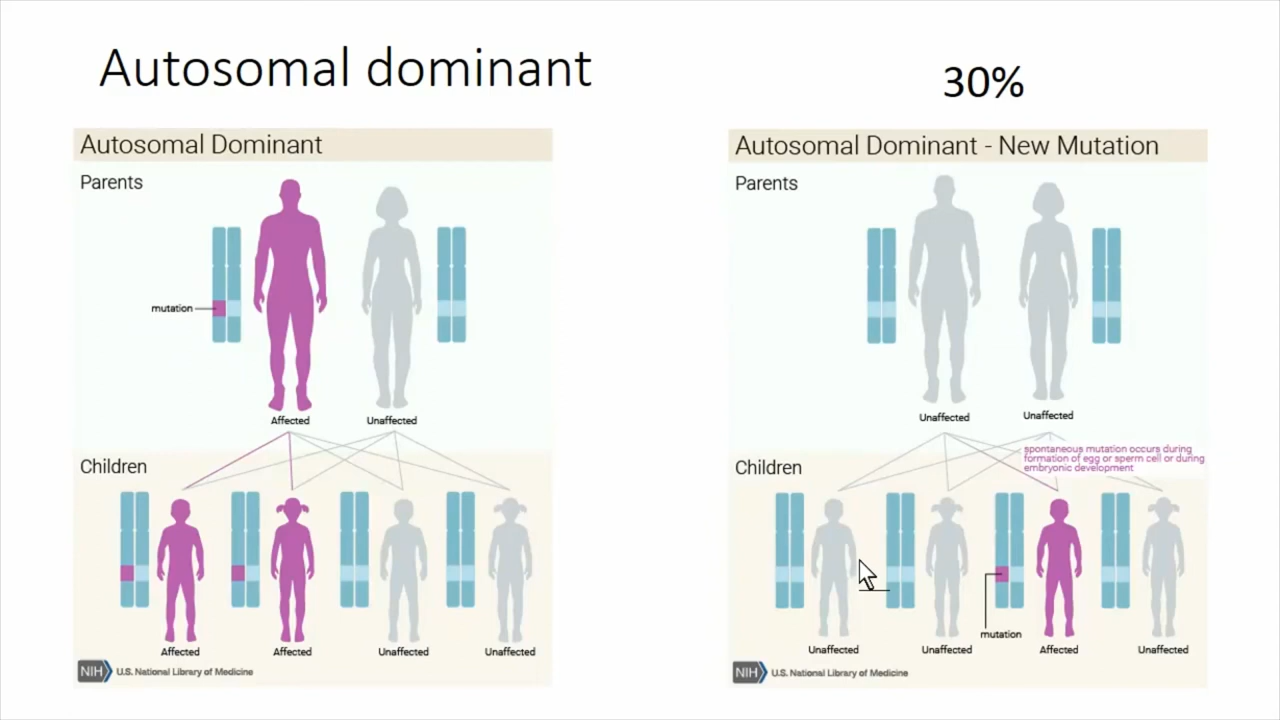 Autosomal dominant
30%
Autosomal Dominant
Parents
mutation
Affected
Unaffected
Children
Affected
Affected
Unaffected
Unaffected
NIH U.S. National Library of Medicine
Autosomal Dominant - New Mutation
Parents
Unaffected
Unaffected
spontaneous mutation occurs during
formation of egg or sperm cell or during
embryonic development
Children
mutation
Unaffected
Unaffected
Affected
Unaffected
NIH U.S. National Library of Medicine